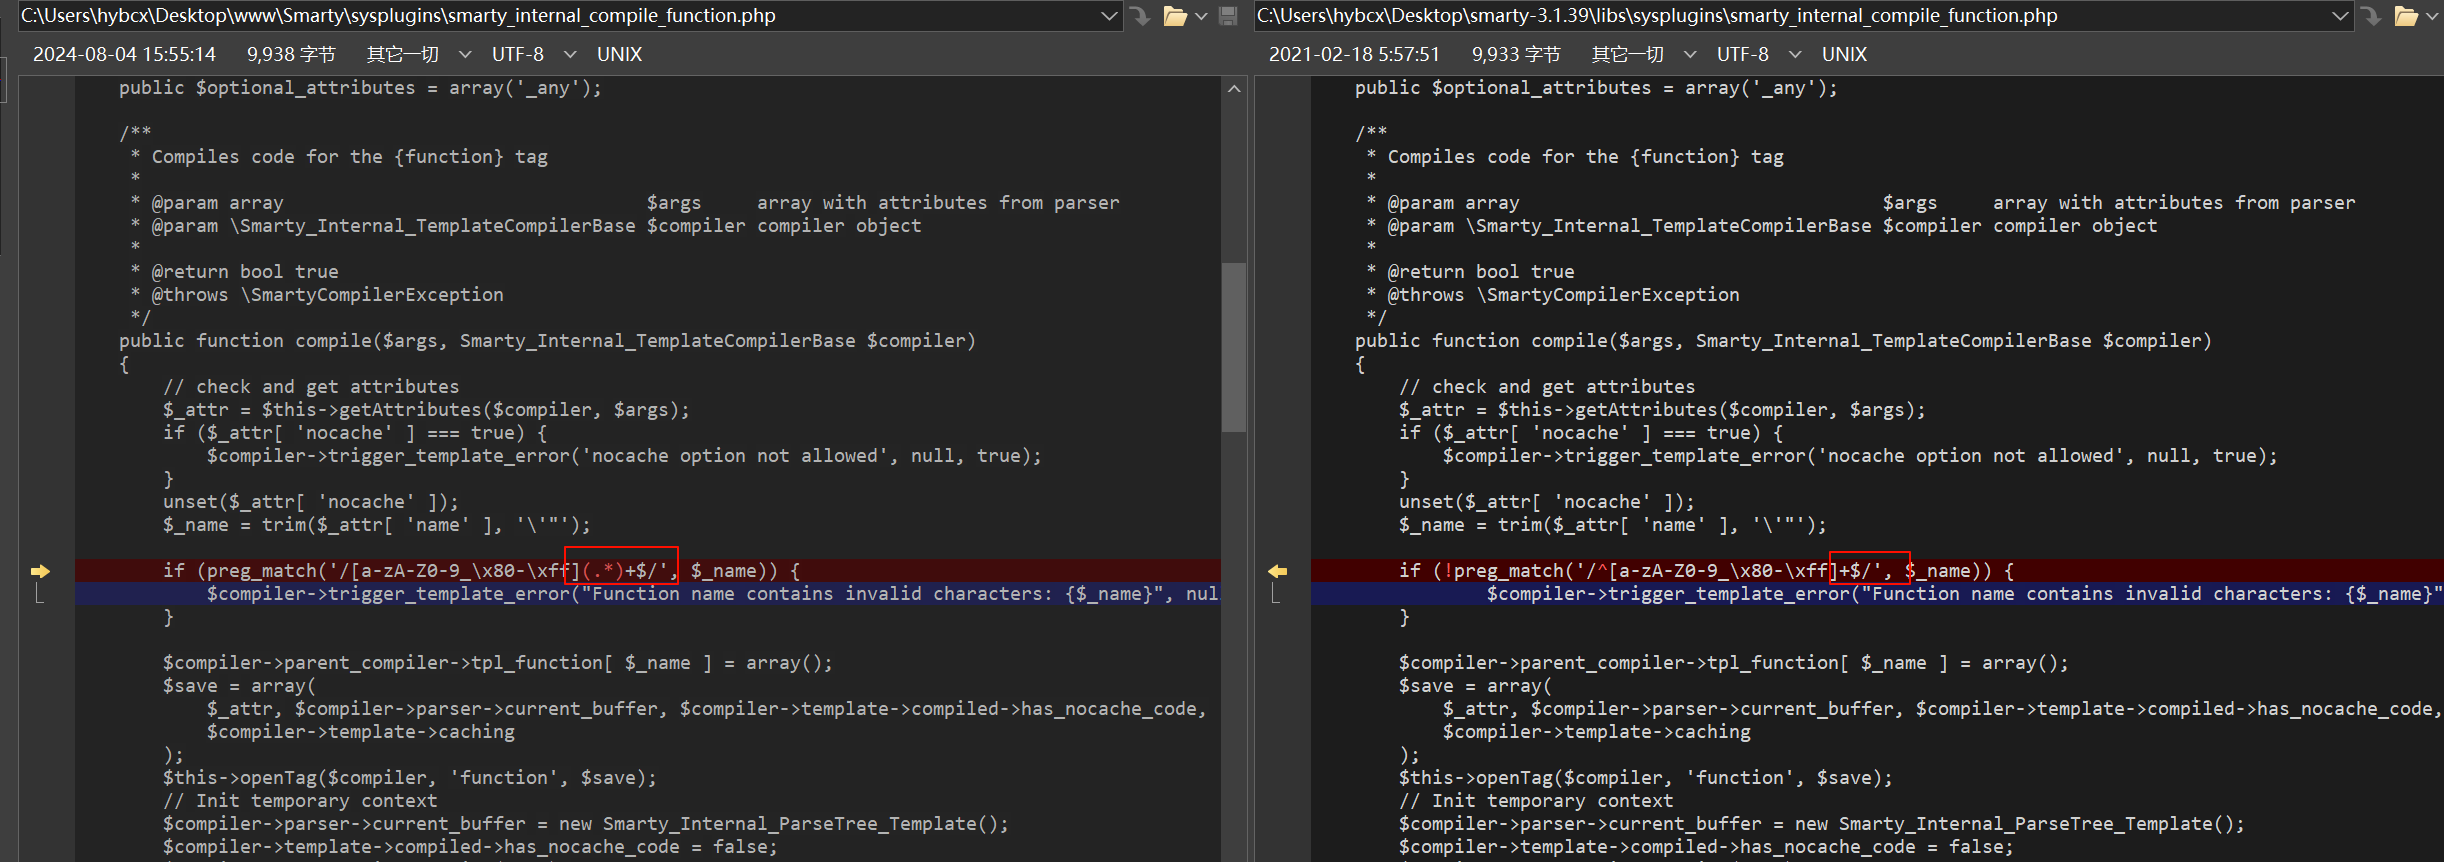 C:\Users\hybcx\Desktop\www\Smarty\sysplugins\smarty_internal_compile_function.php
2024-08-04 15:55:14 9,938 字节 其它一切 UTF-8 UNIX
public $optional_attributes = array('_any');
/**
* Compiles code for the {function} tag
*
* @param array $args array with attributes from parser
* @param \Smarty_Internal_TemplateCompilerBase $compiler compiler object
*
* @return bool true
* @throws \SmartyCompilerException
*/
public function compile($args, Smarty_Internal_TemplateCompilerBase $compiler)
{
// check and get attributes
$_attr = $this->getAttributes($compiler, $args);
if ($_attr[ 'nocache' ] === true) {
$compiler->trigger_template_error('nocache option not allowed', null, true);
}
unset($_attr[ 'nocache' ]);
$_name = trim($_attr[ 'name' ], '\'"');
if (preg_match('/[a-zA-Z0-9_\x80-\xff](.*)+$/', $_name)) {
$compiler->trigger_template_error("Function name contains invalid characters: {$_name}", nul
}
$compiler->parent_compiler->tpl_function[ $_name ] = array();
$save = array(
$_attr, $compiler->parser->current_buffer, $compiler->template->compiled->has_nocache_code,
$compiler->template->caching
);
$this->openTag($compiler, 'function', $save);
// Init temporary context
$compiler->parser->current_buffer = new Smarty_Internal_ParseTree_Template();
$compiler->template->compiled->has_nocache_code = false;
C:\Users\hybcx\Desktop\smarty-3.1.39\libs\sysplugins\smarty_internal_compile_function.php
2021-02-18 5:57:51 9,933 字节 其它一切 UTF-8 UNIX
public $optional_attributes = array('_any');
/**
* Compiles code for the {function} tag
*
* @param array $args array with attributes from parser
* @param \Smarty_Internal_TemplateCompilerBase $compiler compiler object
*
* @return bool true
* @throws \SmartyCompilerException
*/
public function compile($args, Smarty_Internal_TemplateCompilerBase $compiler)
{
// check and get attributes
$_attr = $this->getAttributes($compiler, $args);
if ($_attr[ 'nocache' ] === true) {
$compiler->trigger_template_error('nocache option not allowed', null, true);
}
unset($_attr[ 'nocache' ]);
$_name = trim($_attr[ 'name' ], '\'"');
if (!preg_match('/^[a-zA-Z0-9_\x80-\xff]+$/', $_name)) {
$compiler->trigger_template_error("Function name contains invalid characters: {$_name}"
}
$compiler->parent_compiler->tpl_function[ $_name ] = array();
$save = array(
$_attr, $compiler->parser->current_buffer, $compiler->template->compiled->has_nocache_code,
$compiler->template->caching
);
$this->openTag($compiler, 'function', $save);
// Init temporary context
$compiler->parser->current_buffer = new Smarty_Internal_ParseTree_Template();
$compiler->template->compiled->has_nocache_code = false;